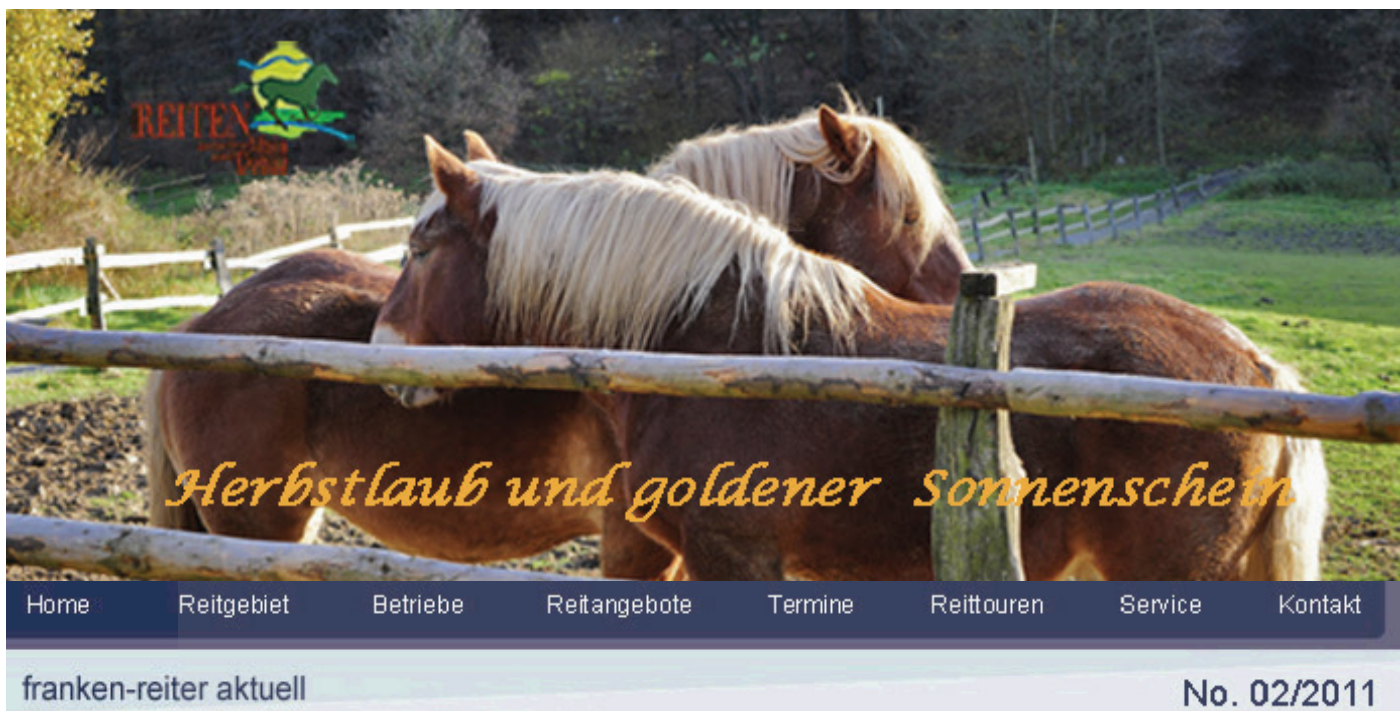 REITEN
Herbstlaub und goldener Sonnenschein
Home Reitgebiet Betriebe Reitangebote Termine Reittouren Service Kontakt
franken-reiter aktuell No. 02/2011